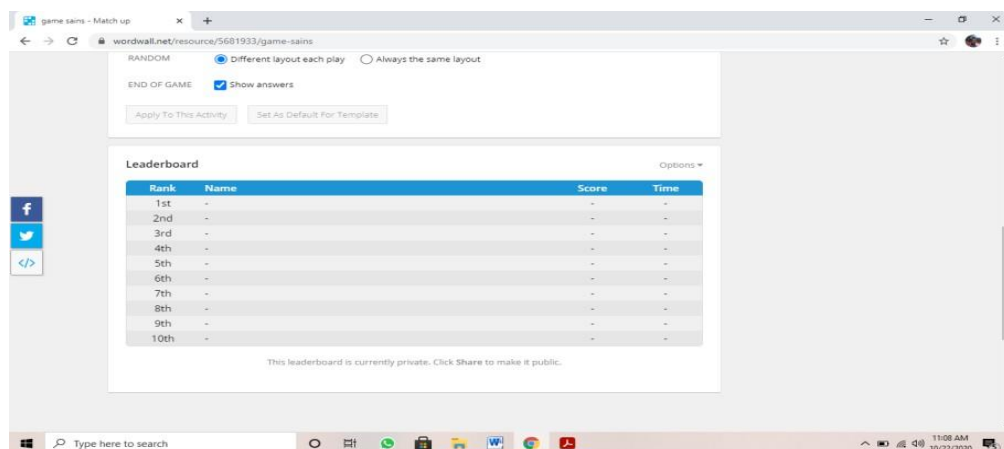 game sains - Match up
wordwall.net/resource/5681933/game-sains
RANDOM Different layout each play Always the same layout
END OF GAME Show answers
Apply To This Activity Set As Default For Template
Leaderboard Options
Rank Name Score Time
1st - - -
2nd - - -
3rd - - -
4th - - -
5th - - -
6th - - -
7th - - -
8th - - -
9th - - -
10th - - -
This leaderboard is currently private. Click Share to make it public.
Type here to search
11:08 AM
10/22/2020